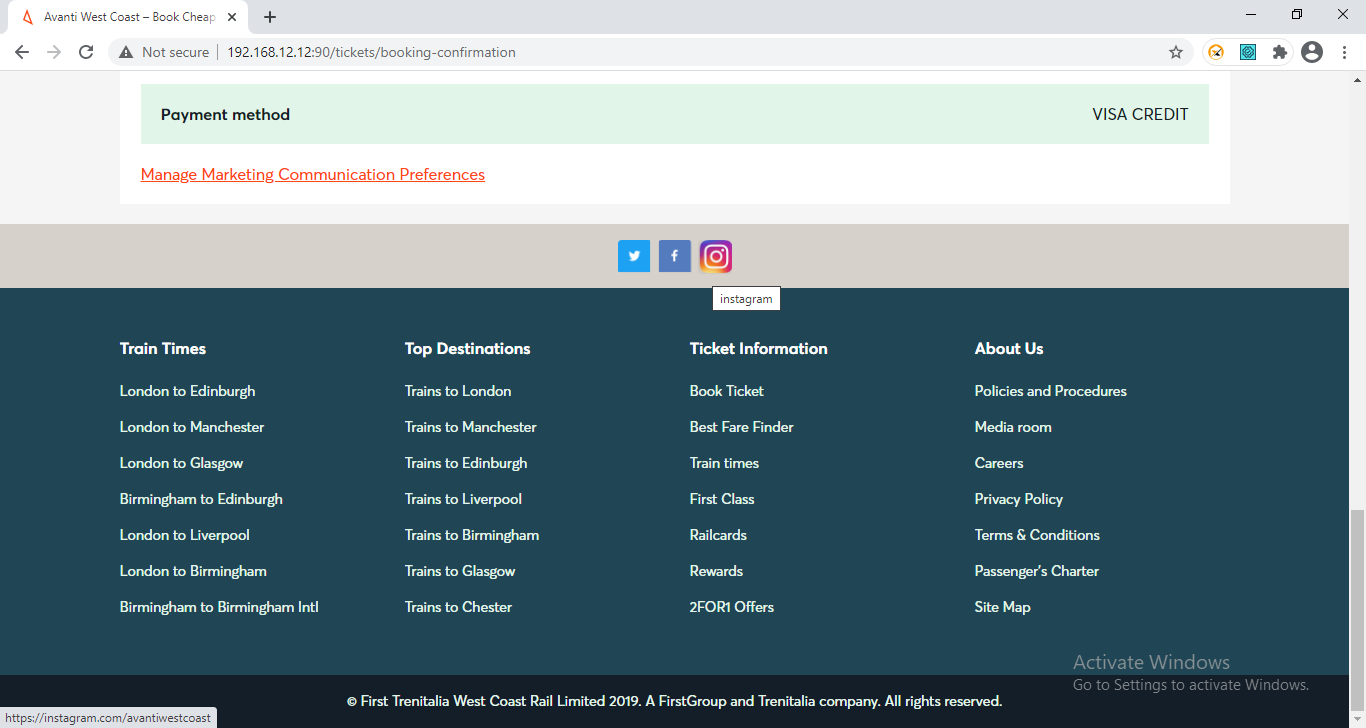 Avanti West Coast – Book Cheap
Not secure
192.168.12.12:90/tickets/booking-confirmation
Payment method
VISA CREDIT
Manage Marketing Communication Preferences
instagram
Train Times
London to Edinburgh
London to Manchester
London to Glasgow
Birmingham to Edinburgh
London to Liverpool
London to Birmingham
Birmingham to Birmingham Intl
Top Destinations
Trains to London
Trains to Manchester
Trains to Edinburgh
Trains to Liverpool
Trains to Birmingham
Trains to Glasgow
Trains to Chester
Ticket Information
Book Ticket
Best Fare Finder
Train times
First Class
Railcards
Rewards
2FOR1 Offers
About Us
Policies and Procedures
Media room
Careers
Privacy Policy
Terms & Conditions
Passenger's Charter
Site Map
Activate Windows
Go to Settings to activate Windows.
© First Trenitalia West Coast Rail Limited 2019. A FirstGroup and Trenitalia company. All rights reserved.
https://instagram.com/avantiwestcoast